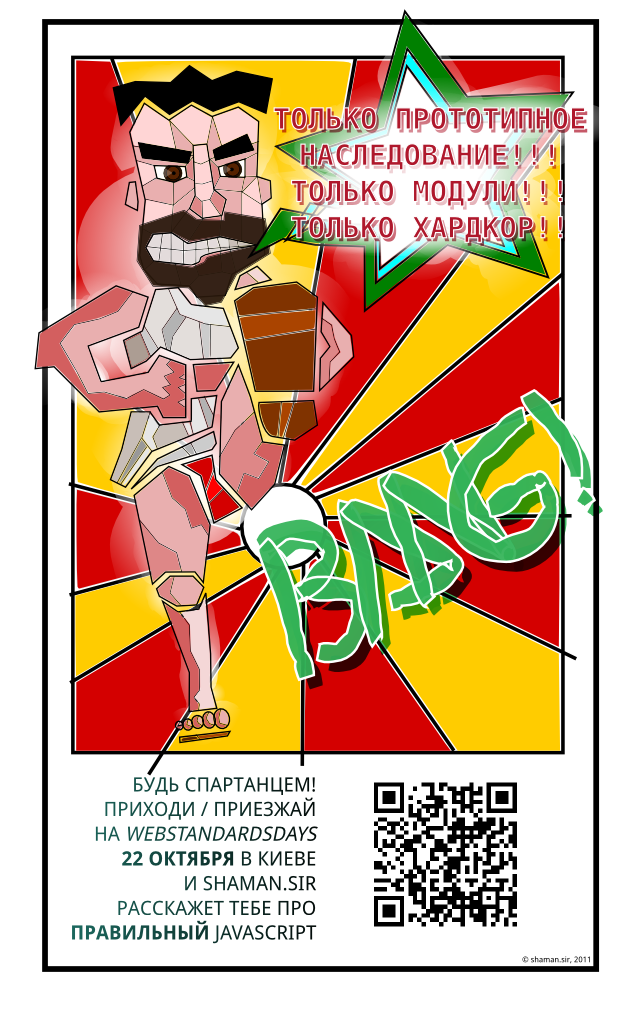 ТОЛЬКО ПРОТОТИПНОЕ
НАСЛЕДОВАНИЕ!!!
ТОЛЬКО МОДУЛИ!!!
ТОЛЬКО ХАРДКОР!!
БУДЬ СПАРТАНЦЕМ!
ПРИХОДИ / ПРИЕЗЖАЙ
НА WEBSTANDARDSDAYS
22 ОКТЯБРЯ В КИЕВЕ
И SHAMAN.SIR
РАССКАЖЕТ ТЕБЕ ПРО
ПРАВИЛЬНЫЙ JAVASCRIPT
© shaman.sir, 2011